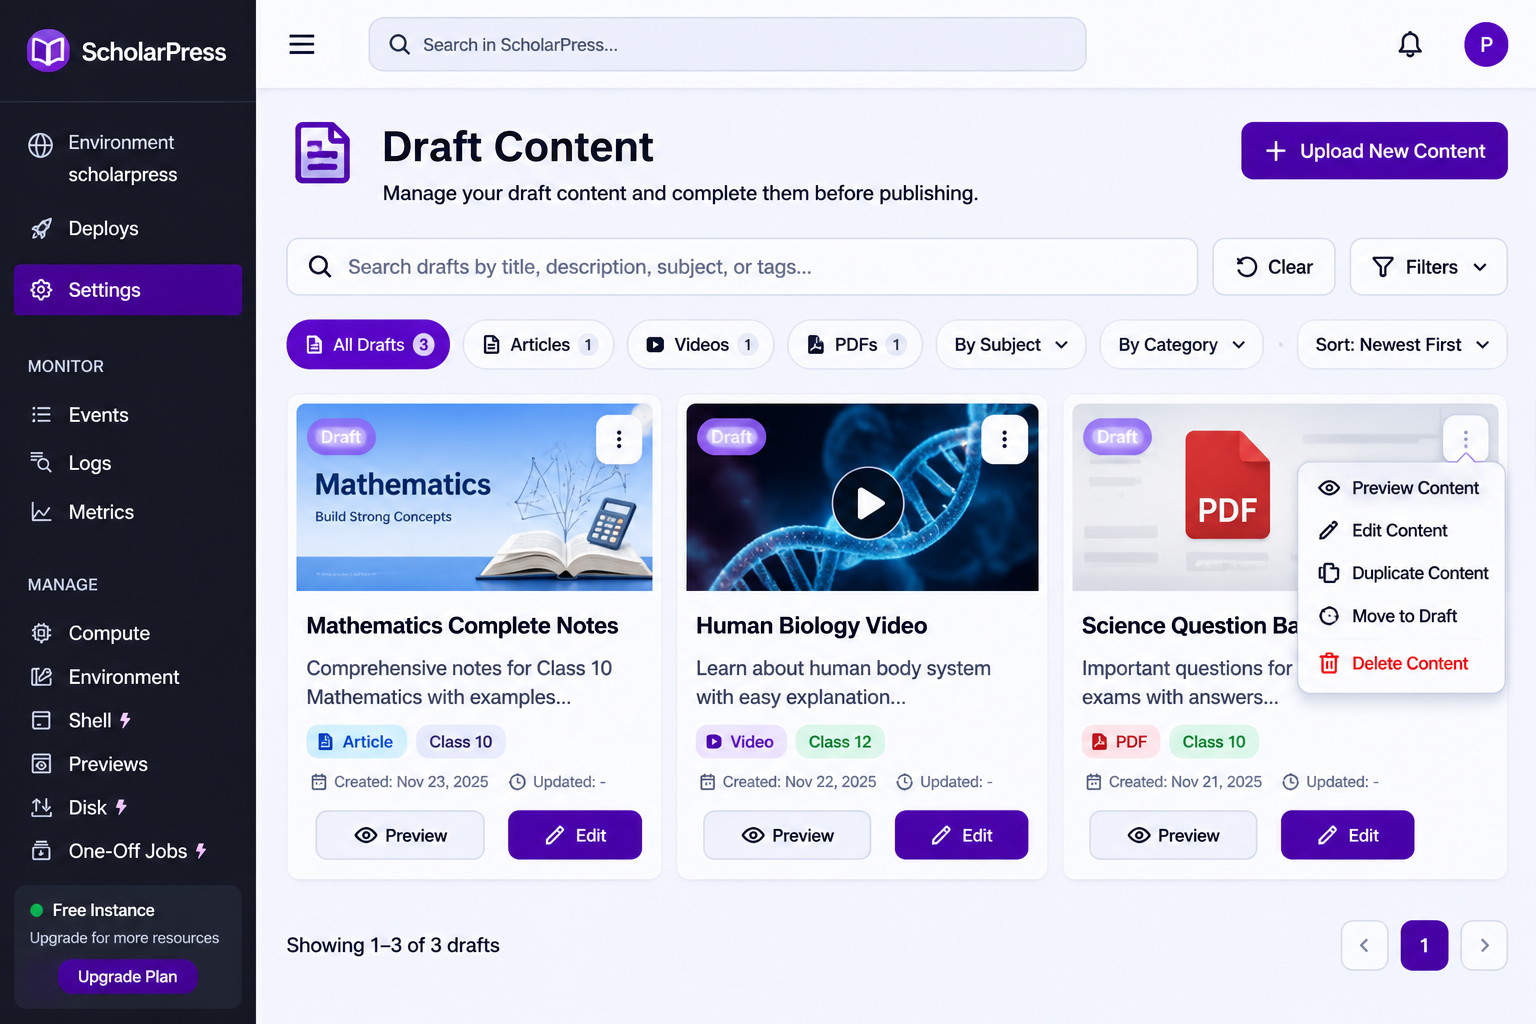 ScholarPress
Environment
scholarpress
Deploys
Settings
MONITOR
Events
Logs
Metrics
MANAGE
Compute
Environment
Shell
Previews
Disk
One-Off Jobs
Free Instance
Upgrade for more resources
Upgrade Plan
Search in ScholarPress...
P
Draft Content
Manage your draft content and complete them before publishing.
Upload New Content
Search drafts by title, description, subject, or tags...
Clear
Filters
All Drafts 3
Articles 1
Videos 1
PDFs 1
By Subject
By Category
Sort: Newest First
Draft
Mathematics
Build Strong Concepts
Mathematics Complete Notes
Comprehensive notes for Class 10
Mathematics with examples...
Article
Class 10
Created: Nov 23, 2025
Updated: -
Preview
Edit
Draft
Human Biology Video
Learn about human body system
with easy explanation...
Video
Class 12
Created: Nov 22, 2025
Updated: -
Preview
Edit
Draft
PDF
Science Question Ba
Important questions for
exams with answers...
PDF
Class 10
Created: Nov 21, 2025
Updated: -
Preview
Edit
Preview Content
Edit Content
Duplicate Content
Move to Draft
Delete Content
Showing 1–3 of 3 drafts
1